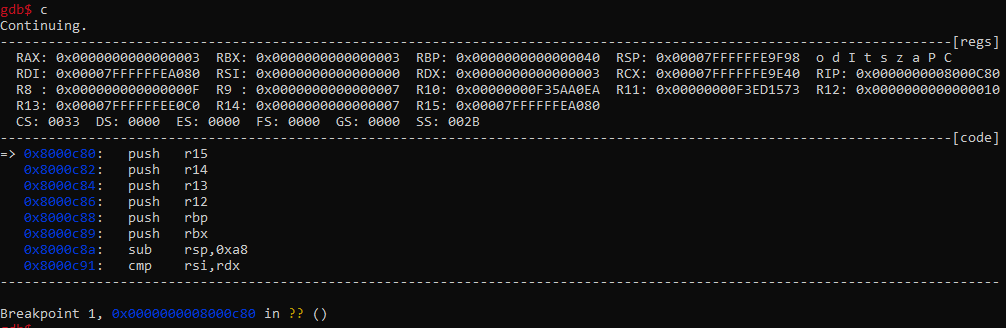 gdb$ c
Continuing.
-----------------------------------------------------------------------------------------------------------------------[regs]
  RAX: 0x0000000000000003  RBX: 0x0000000000000003  RBP: 0x0000000000000040  RSP: 0x00007FFFFFFE9F98  o d I t s z a P C
  RDI: 0x00007FFFFFFEA080  RSI: 0x0000000000000000  RDX: 0x0000000000000003  RCX: 0x00007FFFFFFE9E40  RIP: 0x0000000008000C80
  R8 : 0x000000000000000F  R9 : 0x0000000000000007  R10: 0x00000000F35AA0EA  R11: 0x00000000F3ED1573  R12: 0x0000000000000010
  R13: 0x00007FFFFFFEE0C0  R14: 0x0000000000000007  R15: 0x00007FFFFFFEA080
  CS: 0033  DS: 0000  ES: 0000  FS: 0000  GS: 0000  SS: 002B
-----------------------------------------------------------------------------------------------------------------------[code]
=> 0x8000c80:   push   r15
   0x8000c82:   push   r14
   0x8000c84:   push   r13
   0x8000c86:   push   r12
   0x8000c88:   push   rbp
   0x8000c89:   push   rbx
   0x8000c8a:   sub    rsp,0xa8
   0x8000c91:   cmp    rsi,rdx
-----------------------------------------------------------------------------------------------------------------------------
Breakpoint 1, 0x0000000008000c80 in ?? ()
gdb$